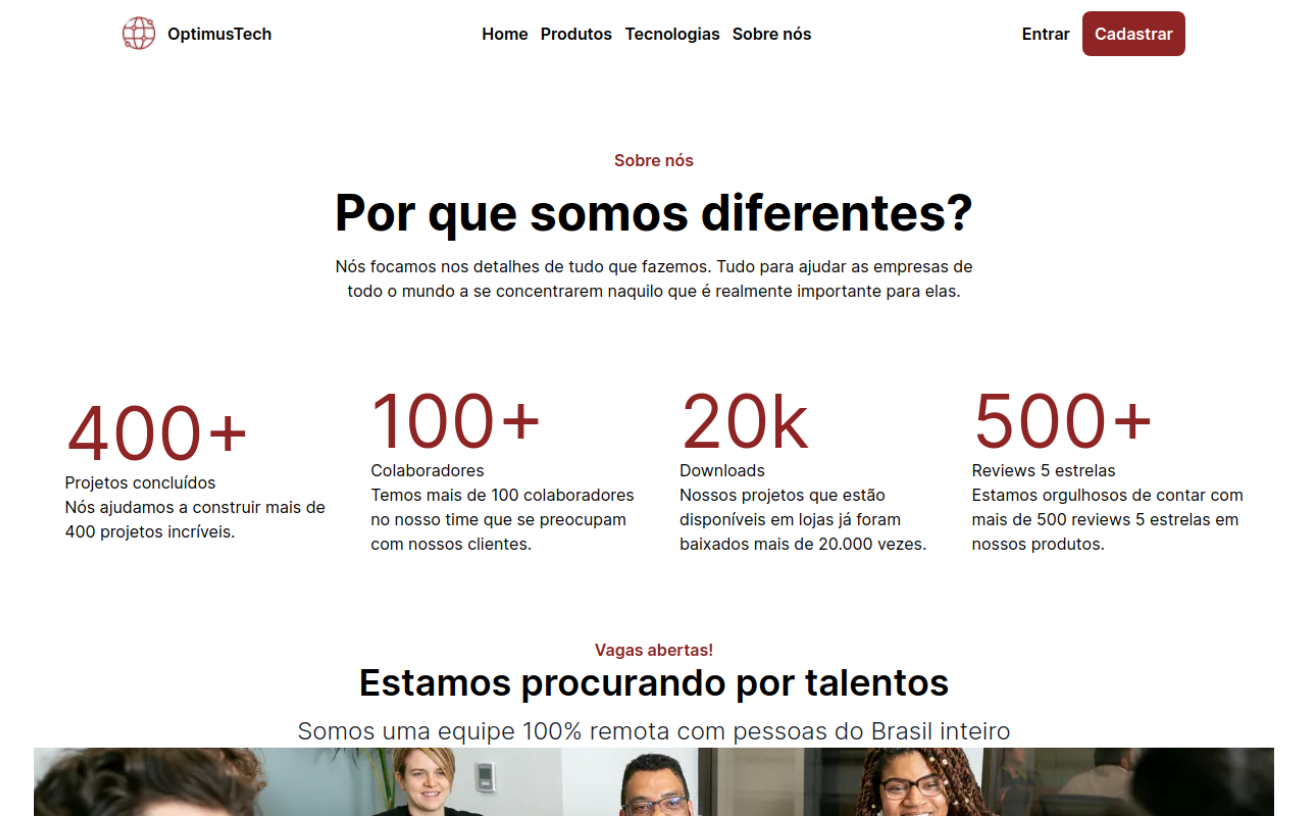 OptimusTech
Home Produtos Tecnologias Sobre nós
Entrar Cadastrar
Sobre nós
Por que somos diferentes?
Nós focamos nos detalhes de tudo que fazemos. Tudo para ajudar as empresas de
todo o mundo a se concentrarem naquilo que é realmente importante para elas.
400+
Projetos concluídos
Nós ajudamos a construir mais de
400 projetos incríveis.
100+
Colaboradores
Temos mais de 100 colaboradores
no nosso time que se preocupam
com nossos clientes.
20k
Downloads
Nossos projetos que estão
disponíveis em lojas já foram
baixados mais de 20.000 vezes.
500+
Reviews 5 estrelas
Estamos orgulhosos de contar com
mais de 500 reviews 5 estrelas em
nossos produtos.
Vagas abertas!
Estamos procurando por talentos
Somos uma equipe 100% remota com pessoas do Brasil inteiro